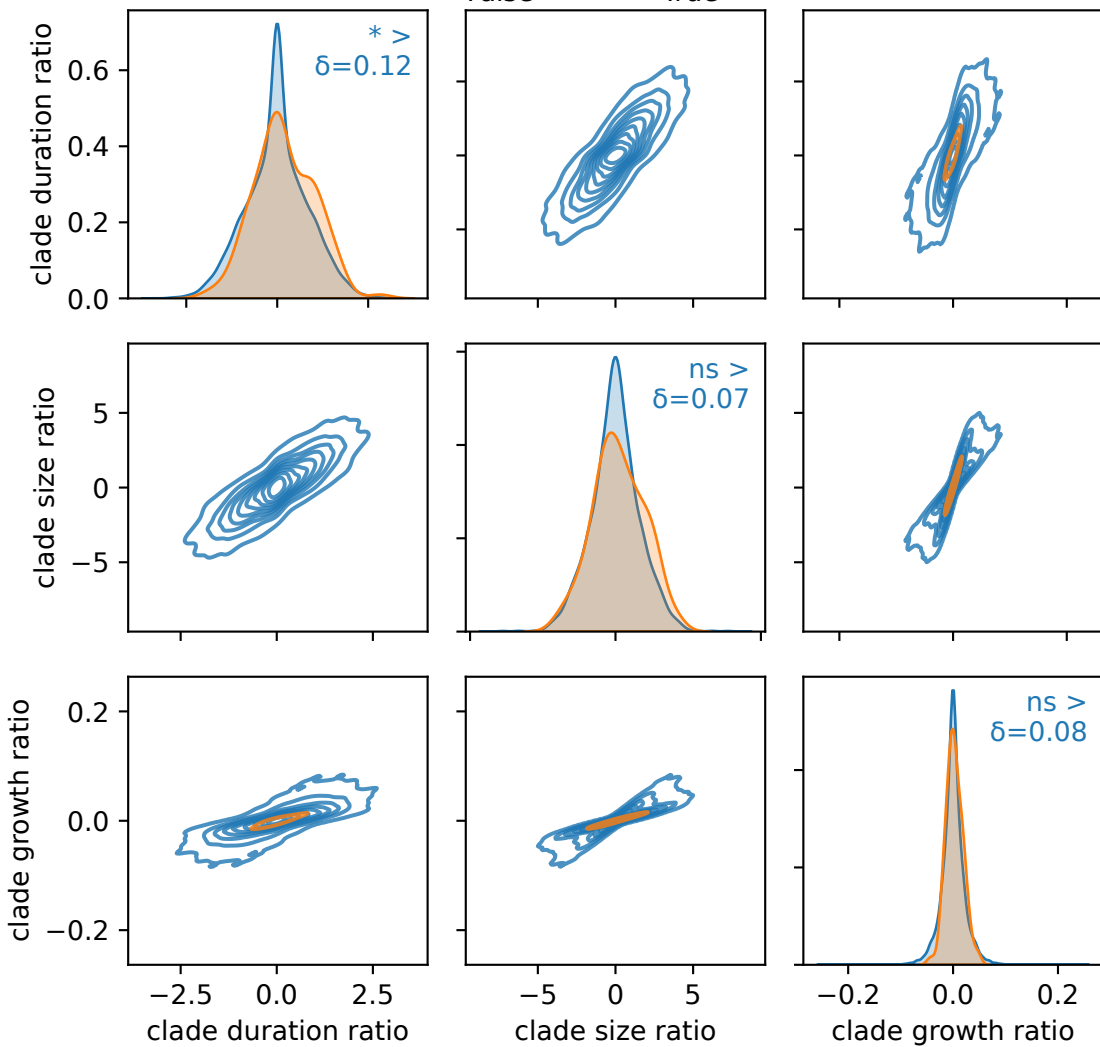 * >
δ=0.12
clade duration ratio
0.6
0.4
0.2
0.0
ns >
δ=0.07
clade size ratio
5
0
−5
ns >
δ=0.08
clade growth ratio
0.2
0.0
−0.2
−2.5 0.0 2.5
−5 0 5
−0.2 0.0 0.2
clade duration ratio
clade size ratio
clade growth ratio